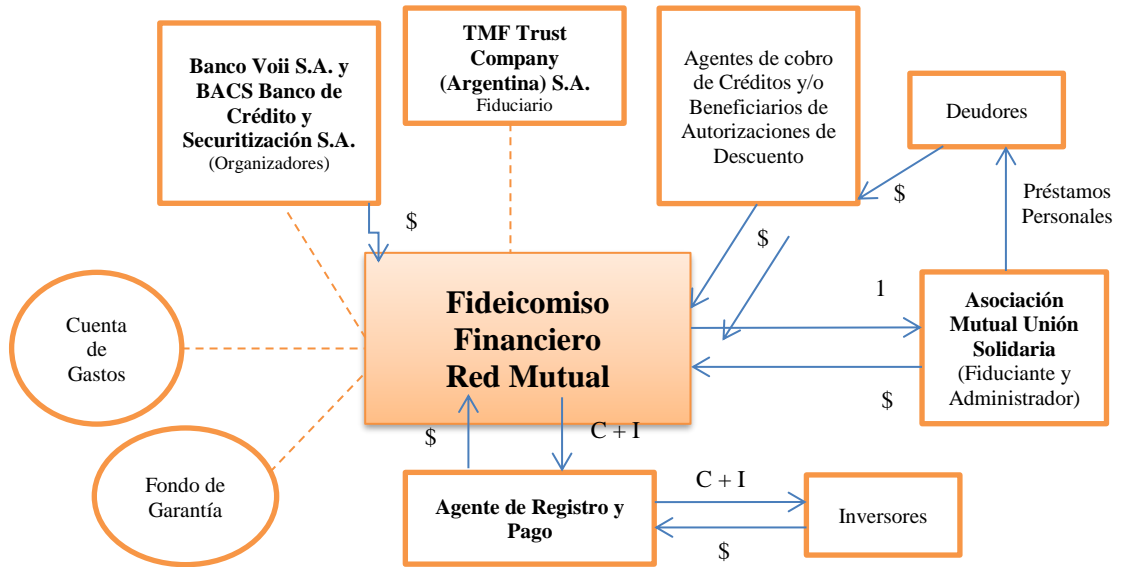 Banco Voii S.A. y
BACS Banco de
Crédito y
Securitización S.A.
(Organizadores)
TMF Trust
Company
(Argentina) S.A.
Fiduciario
Agentes de cobro
de Créditos y/o
Beneficiarios de
Autorizaciones de
Descuento
Deudores
$
$
$
Préstamos
Personales
Cuenta
de
Gastos
Fideicomiso
Financiero
Red Mutual
1
Asociación
Mutual Unión
Solidaria
(Fiduciante y
Administrador)
$
$
C + I
Fondo de
Garantía
Agente de Registro y
Pago
C + I
$
Inversores